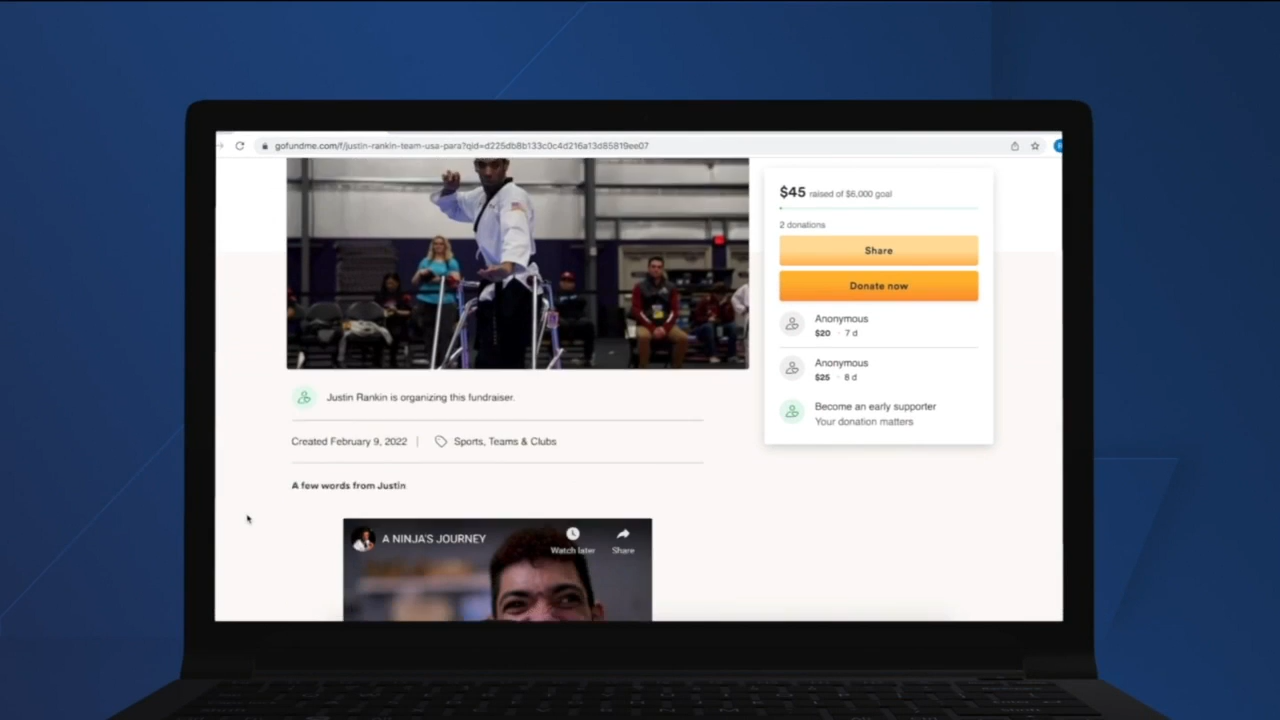 gofundme.com/f/justin-rankin-team-usa-para?qid=d225db8b133c0c4d216a13d85819ee07
$45 raised of $6,000 goal
2 donations
Share
Donate now
Anonymous
$20 · 7 d
Anonymous
$25 · 8 d
Become an early supporter
Your donation matters
Justin Rankin is organizing this fundraiser.
Created February 9, 2022 | Sports, Teams & Clubs
A few words from Justin
A NINJA'S JOURNEY
Watch later
Share